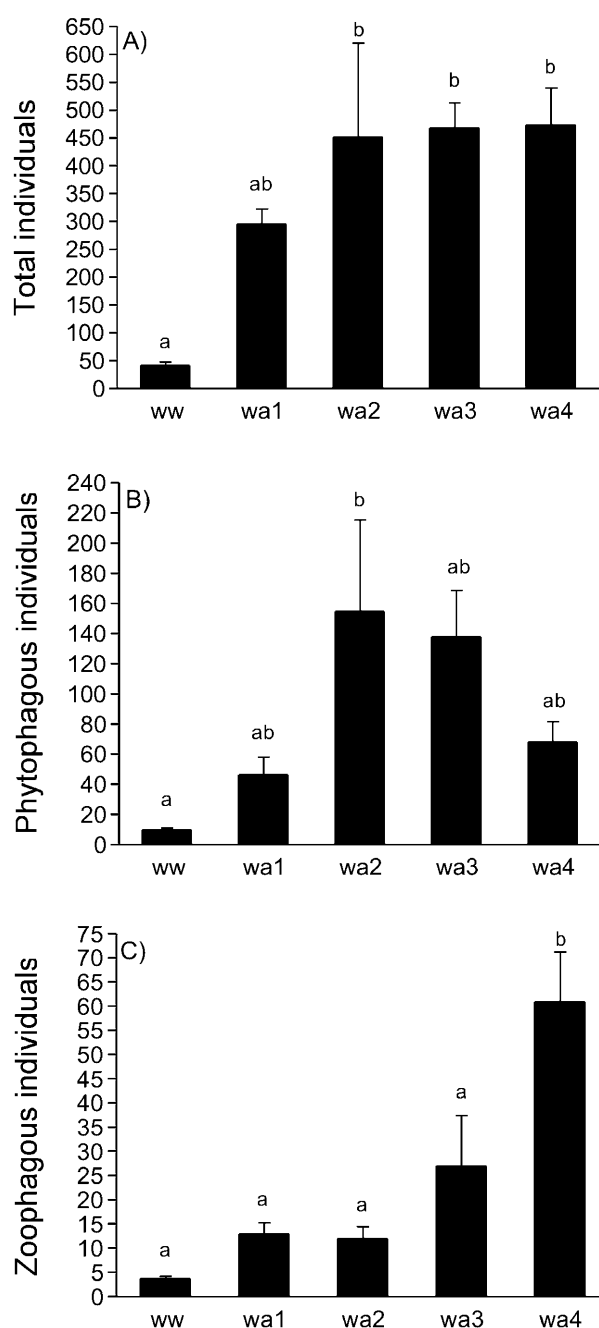 A)
Total individuals
650
600
550
500
450
400
350
300
250
200
150
100
50
0
a
ab
b
b
b
ww wa1 wa2 wa3 wa4
B)
Phytophagous individuals
240
220
200
180
160
140
120
100
80
60
40
20
0
a
ab
b
ab
ab
ww wa1 wa2 wa3 wa4
C)
Zoophagous individuals
75
70
65
60
55
50
45
40
35
30
25
20
15
10
5
0
a
a
a
a
b
ww wa1 wa2 wa3 wa4